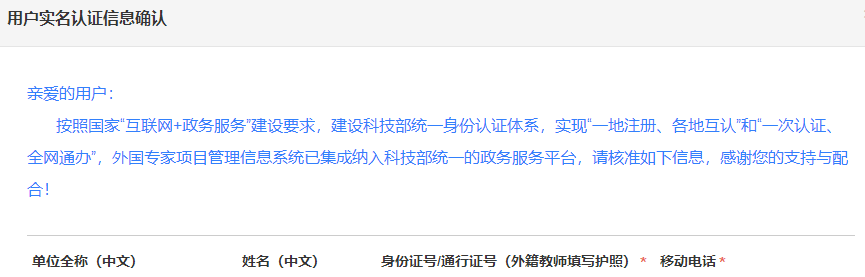 用户实名认证信息确认
亲爱的用户：
按照国家“互联网+政务服务”建设要求，建设科技部统一身份认证体系，实现“一地注册、各地互认”和“一次认证、
全网通办”，外国专家项目管理信息系统已集成纳入科技部统一的政务服务平台，请核准如下信息，感谢您的支持与配
合！
单位全称（中文） 姓名（中文） 身份证号/通行证号（外籍教师填写护照）* 移动电话*